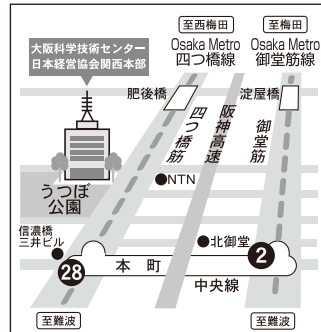 至西梅田
至梅田
大阪科学技術センター
日本経営協会関西本部
Osaka Metro
四つ橋線
Osaka Metro
御堂筋線
肥後橋
淀屋橋
四つ橋筋
阪神高速
御堂筋
NTN
うつぼ
公園
信濃橋
三井ビル
北御堂
28
本町
2
中央線
至難波
至難波